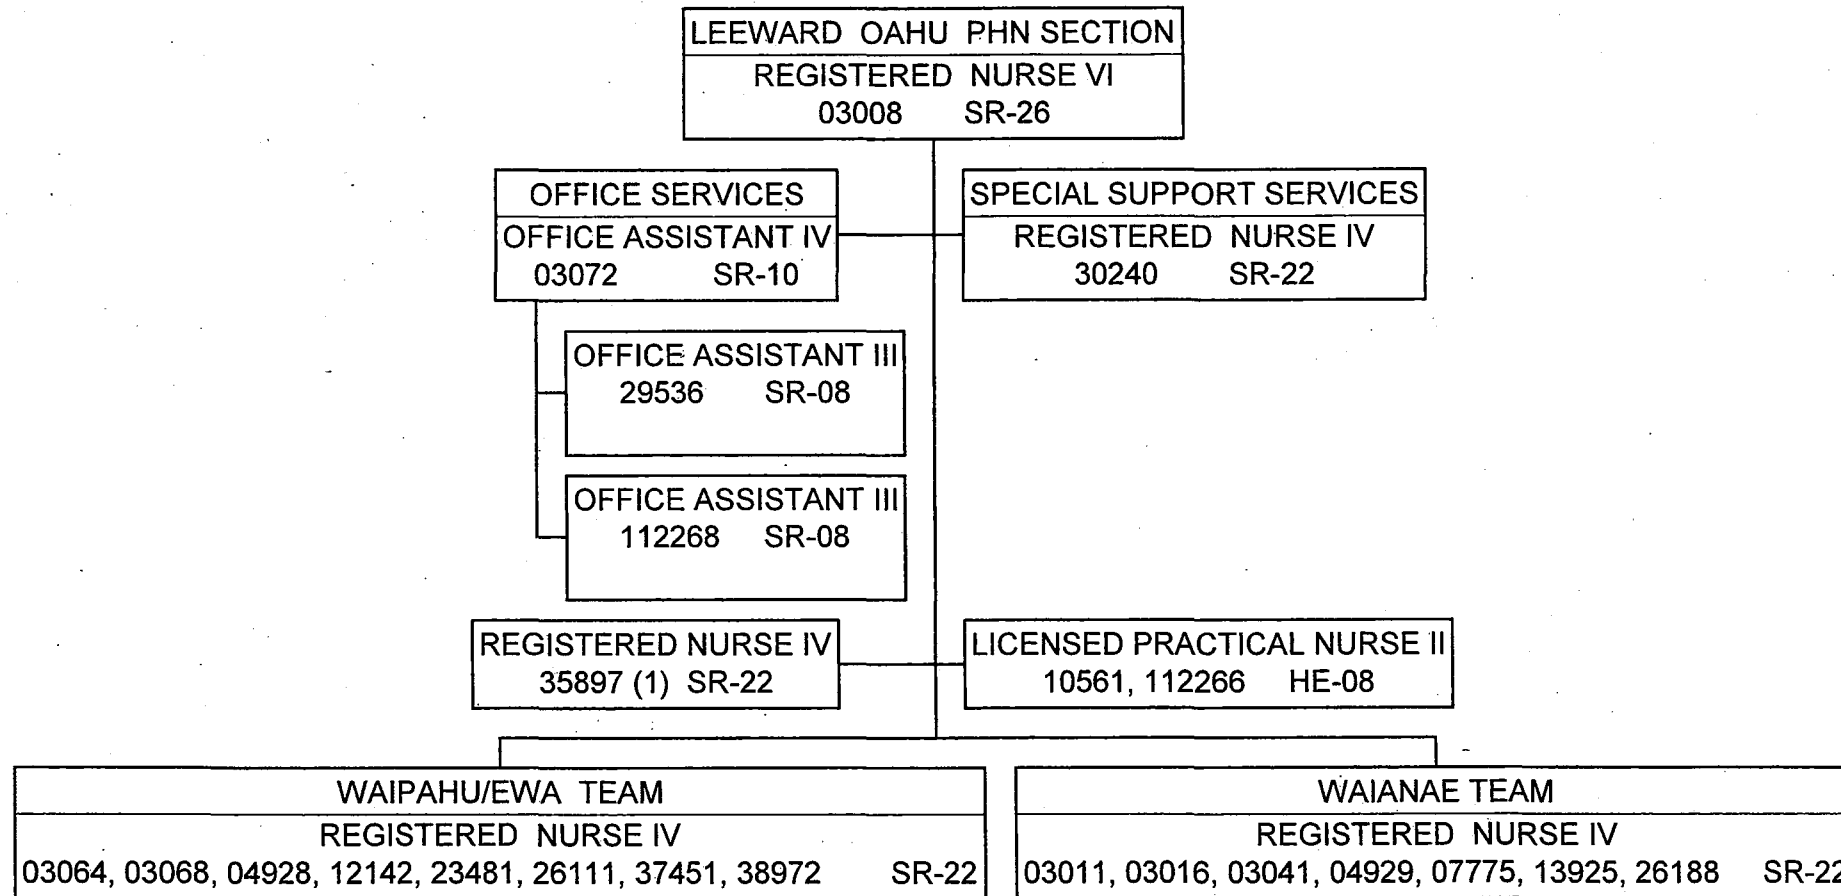 LEEWARD OAHU PHN SECTION
REGISTERED NURSE VI
03008 SR-26
OFFICE SERVICES
OFFICE ASSISTANT IV
03072 SR-10
SPECIAL SUPPORT SERVICES
REGISTERED NURSE IV
30240 SR-22
OFFICE ASSISTANT III
29536 SR-08
OFFICE ASSISTANT III
112268 SR-08
REGISTERED NURSE IV
35897 (1) SR-22
LICENSED PRACTICAL NURSE II
10561, 112266 HE-08
WAIPAHU/EWA TEAM
REGISTERED NURSE IV
03064, 03068, 04928, 12142, 23481, 26111, 37451, 38972 SR-22
WAIANAE TEAM
REGISTERED NURSE IV
03011, 03016, 03041, 04929, 07775, 13925, 26188 SR-22